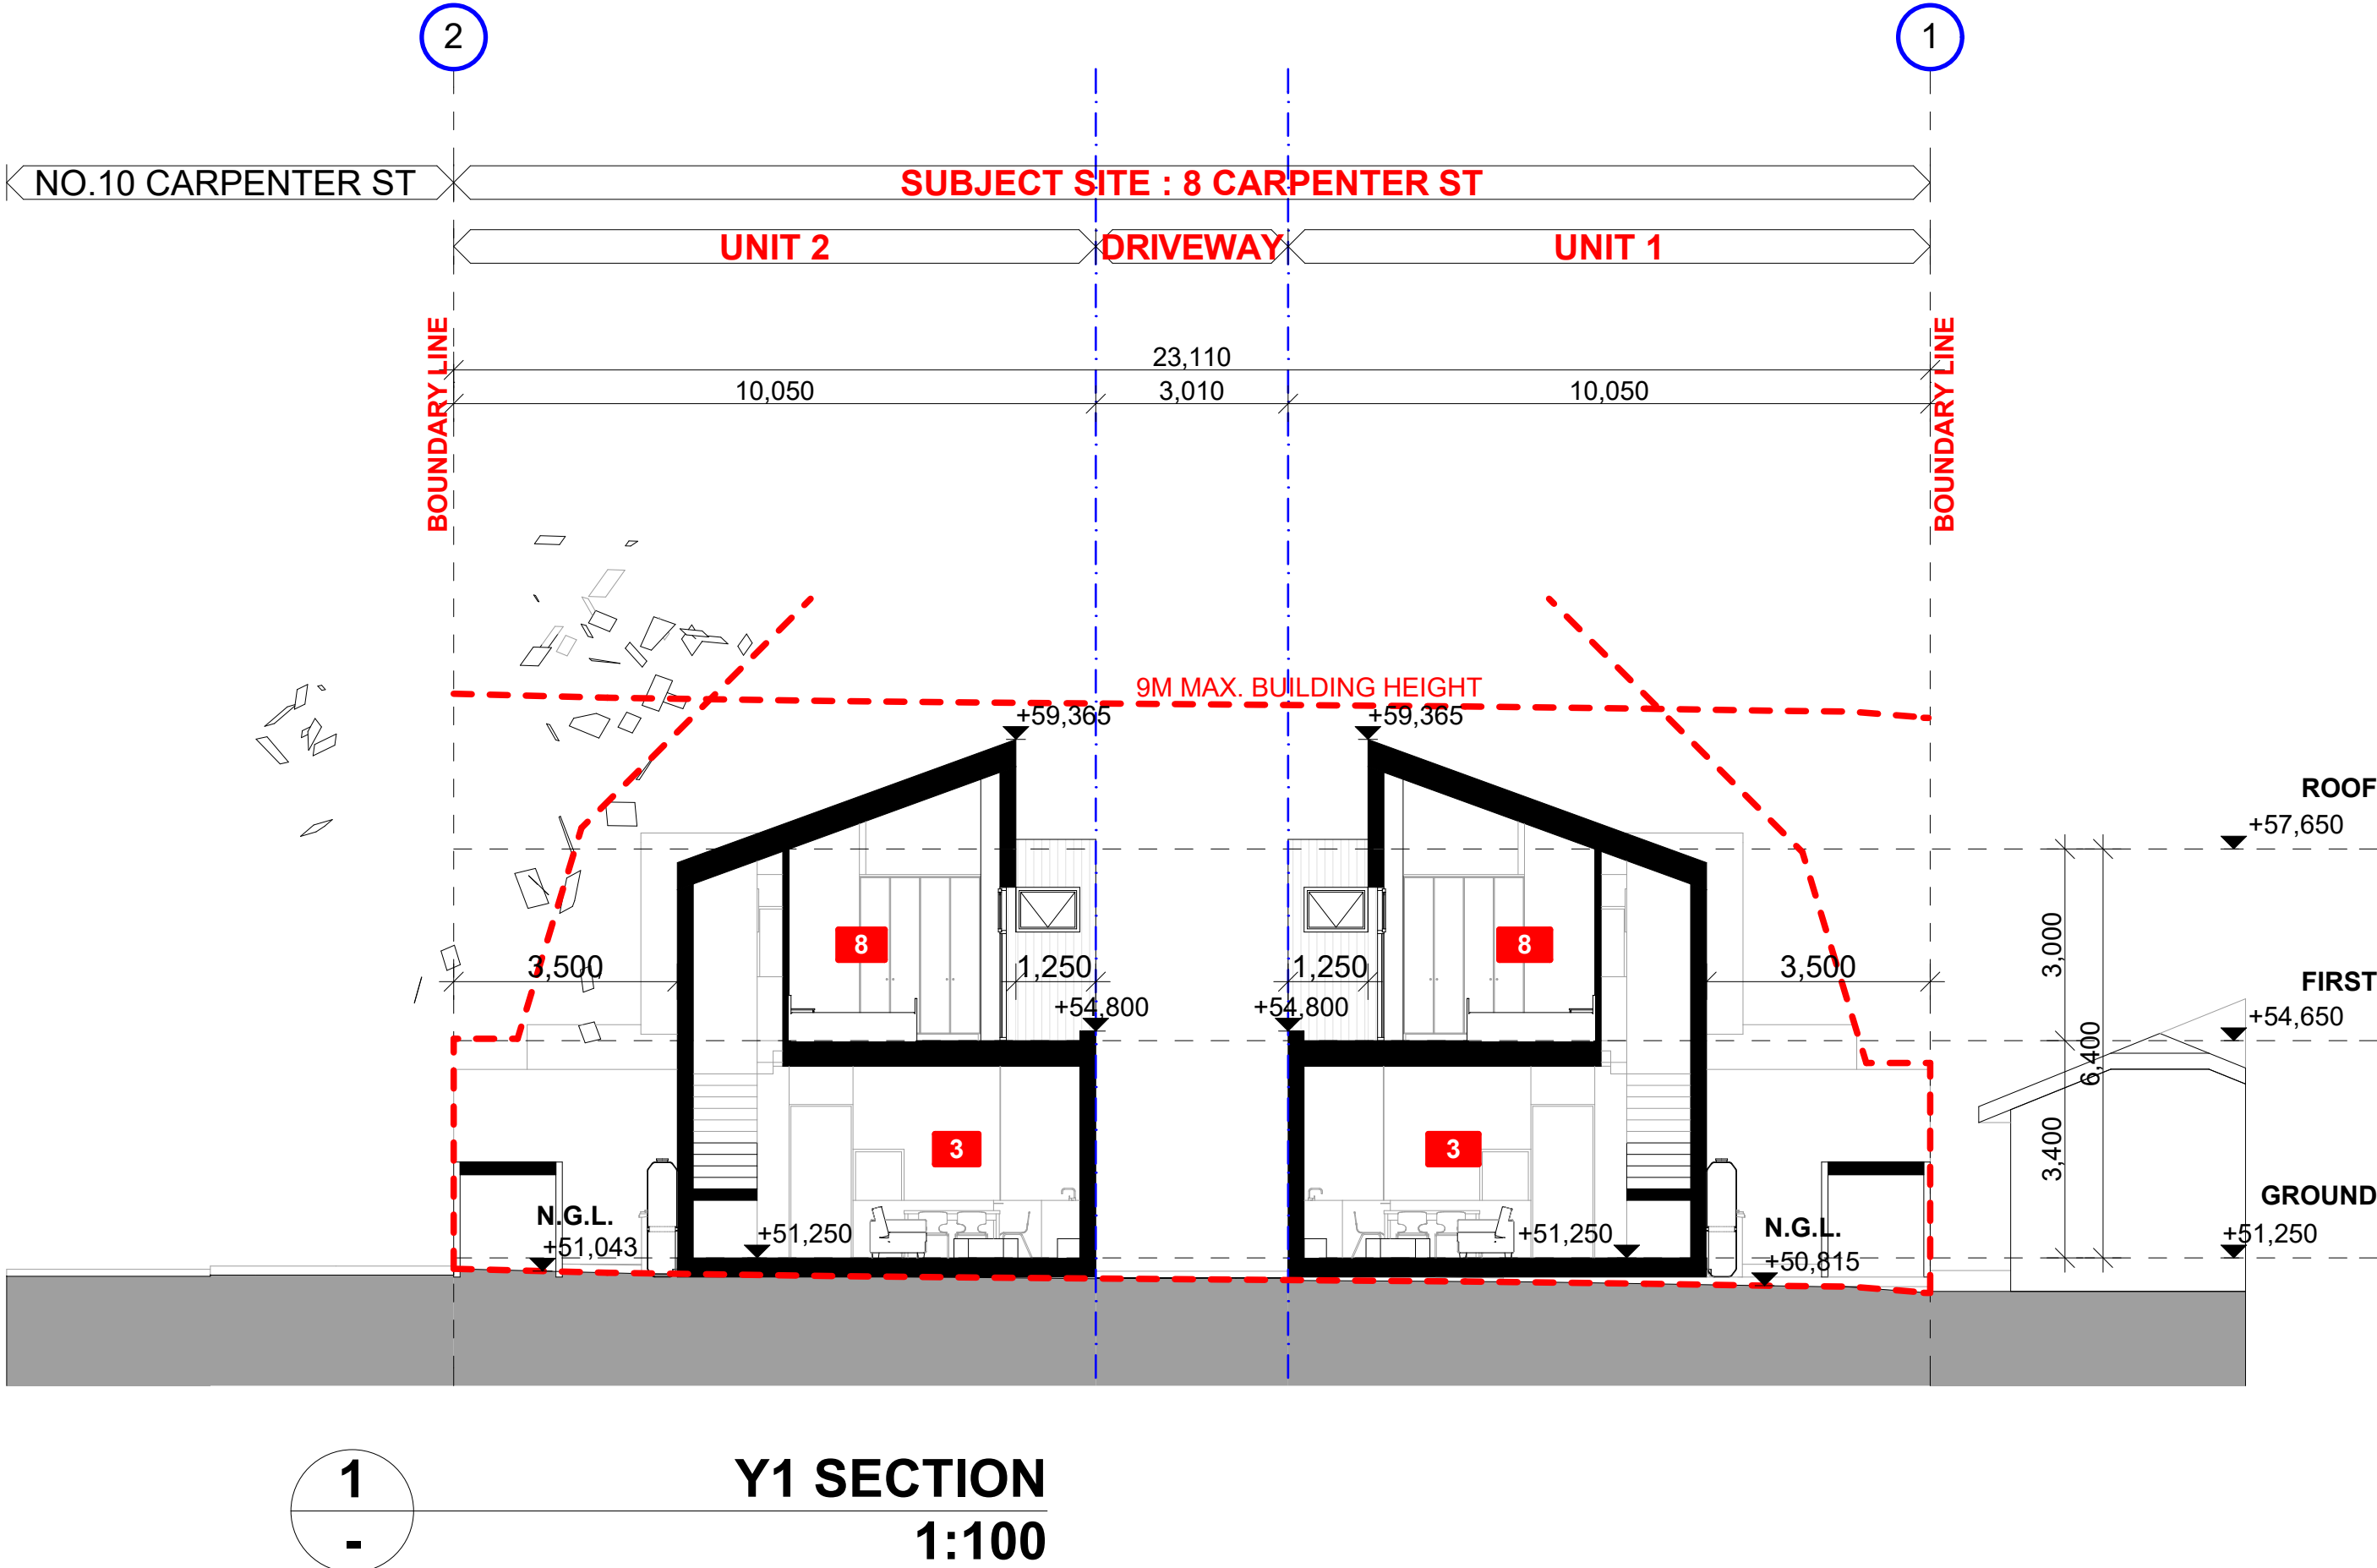 2
1
NO.10 CARPENTER ST
SUBJECT SITE : 8 CARPENTER ST
UNIT 2
DRIVEWAY
UNIT 1
BOUNDARY LINE
BOUNDARY LINE
23,110
10,050
3,010
10,050
9M MAX. BUILDING HEIGHT
+59,365
+59,365
ROOF
+57,650
8
8
3,500
1,250
1,250
3,500
3,000
FIRST
+54,800
+54,800
+54,650
6,400
3
3
3,400
GROUND
N.G.L.
+51,043
+51,250
+51,250
N.G.L.
+50,815
+51,250
1
-
Y1 SECTION
1:100